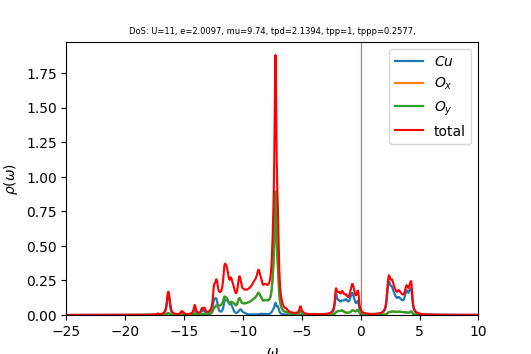 DoS: U=11, e=2.0097, mu=9.74, tpd=2.1394, tpp=1, tppp=0.2577,
ρ(ω)
1.75
1.50
1.25
1.00
0.75
0.50
0.25
0.00
Cu
Oₓ
O_y
total
−25
−20
−15
−10
−5
0
5
10
ω